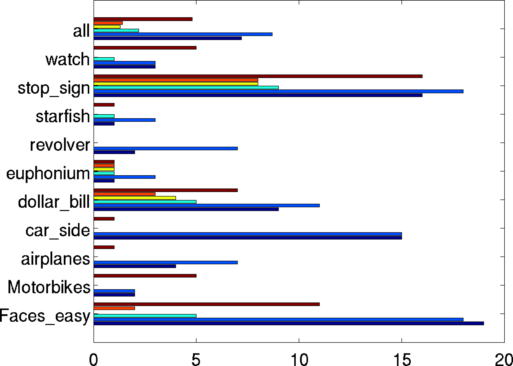 all
watch
stop_sign
starfish
revolver
euphonium
dollar_bill
car_side
airplanes
Motorbikes
Faces_easy
0 5 10 15 20